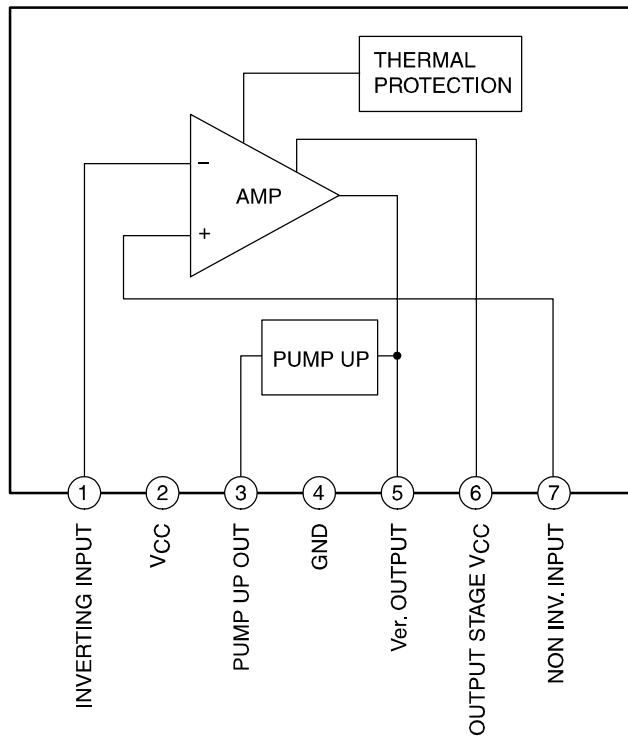 THERMAL
PROTECTION
−
AMP
+
PUMP UP
1
2
3
4
5
6
7
INVERTING INPUT
VCC
PUMP UP OUT
GND
Ver. OUTPUT
OUTPUT STAGE VCC
NON INV. INPUT